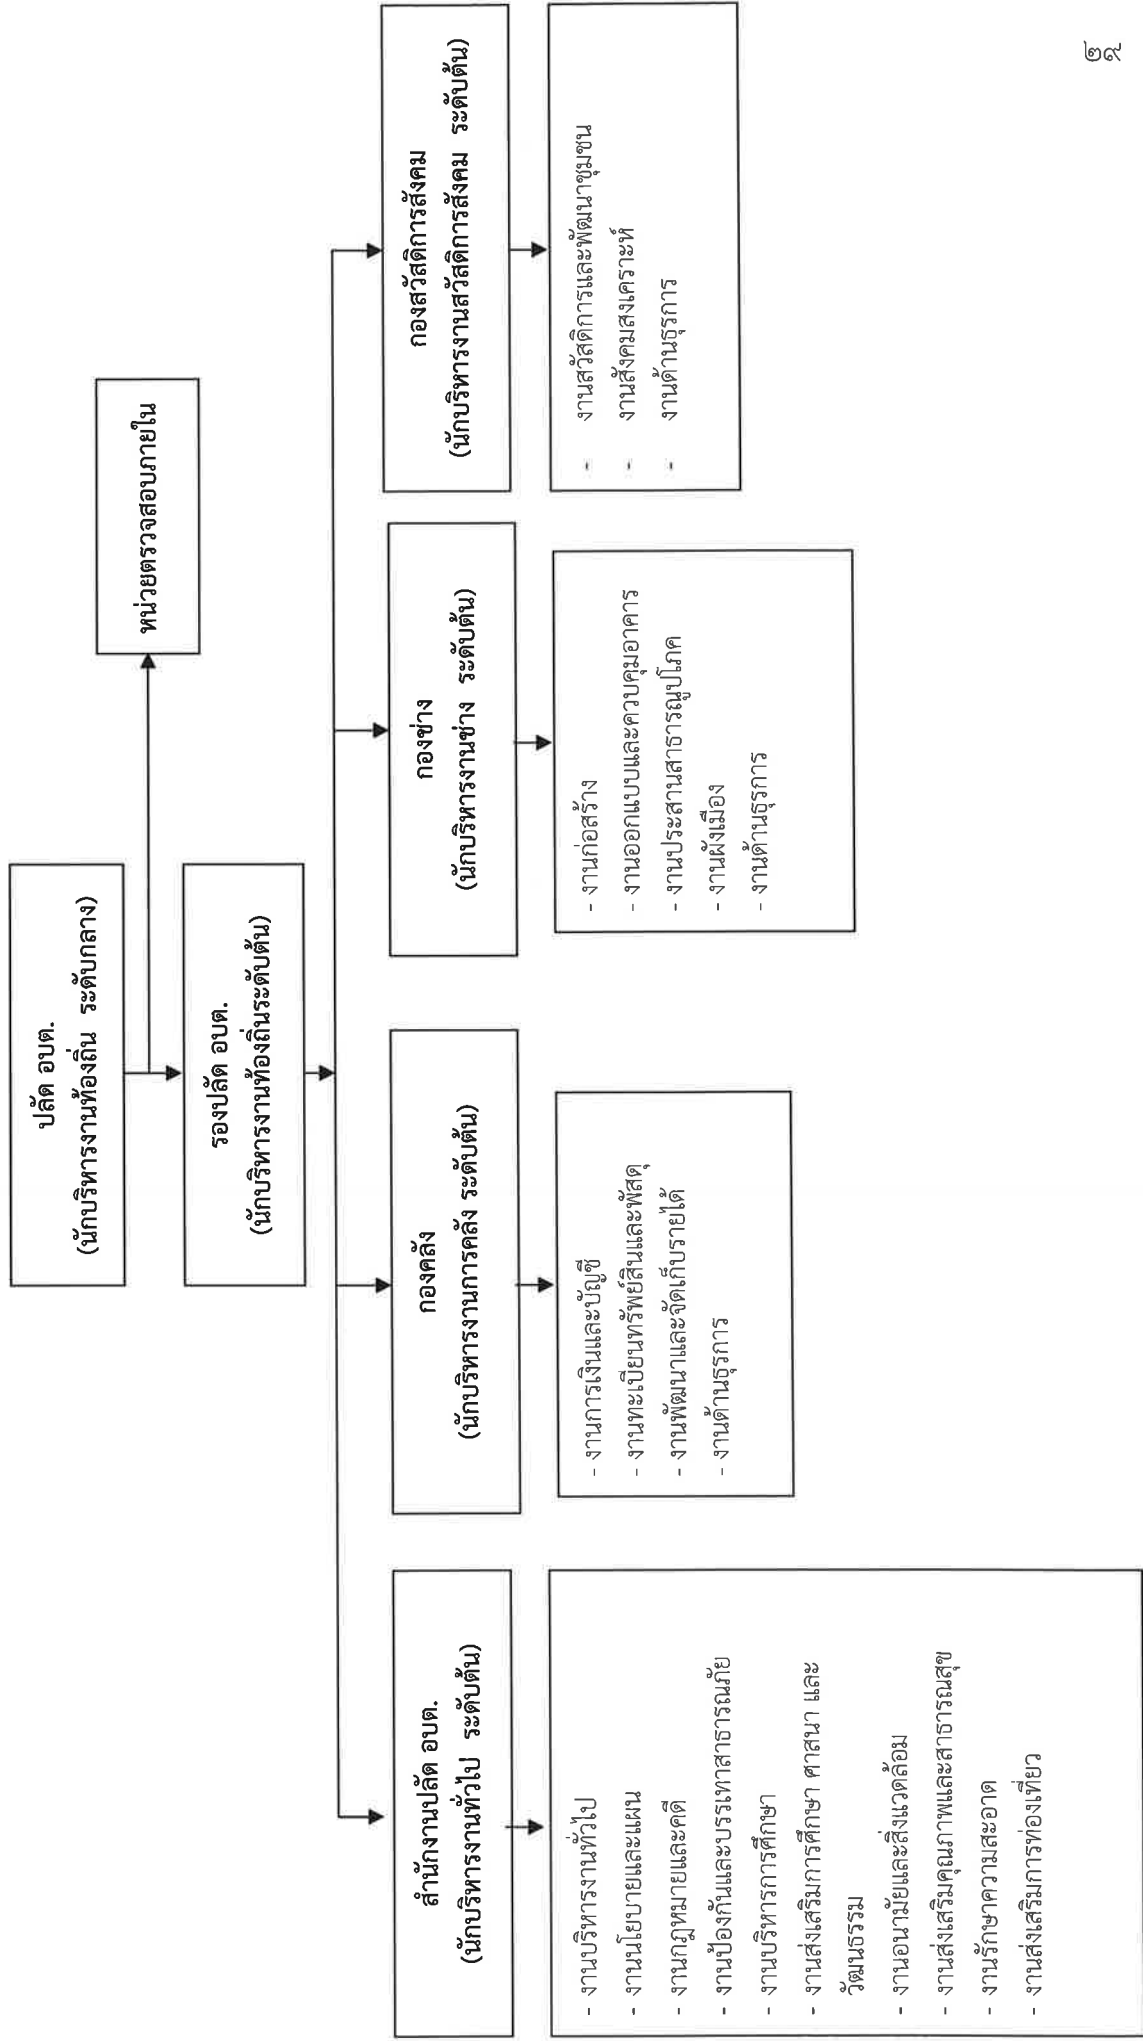 ปลัด อบต.
(นักบริหารงานท้องถิ่น ระดับกลาง)
หน่วยตรวจสอบภายใน
รองปลัด อบต.
(นักบริหารงานท้องถิ่นระดับต้น)
สำนักงานปลัด อบต.
(นักบริหารงานทั่วไป ระดับต้น)
กองคลัง
(นักบริหารงานการคลัง ระดับต้น)
กองช่าง
(นักบริหารงานช่าง ระดับต้น)
กองสวัสดิการสังคม
(นักบริหารงานสวัสดิการสังคม ระดับต้น)
- งานบริหารงานทั่วไป
- งานนโยบายและแผน
- งานกฎหมายและคดี
- งานป้องกันและบรรเทาสาธารณภัย
- งานบริหารการศึกษา
- งานส่งเสริมการศึกษา ศาสนา และ
วัฒนธรรม
- งานอนามัยและสิ่งแวดล้อม
- งานส่งเสริมคุณภาพและสาธารณสุข
- งานรักษาความสะอาด
- งานส่งเสริมการท่องเที่ยว
- งานการเงินและบัญชี
- งานทะเบียนทรัพย์สินและพัสดุ
- งานพัฒนาและจัดเก็บรายได้
- งานด้านธุรการ
- งานก่อสร้าง
- งานออกแบบและควบคุมอาคาร
- งานประสานสาธารณูปโภค
- งานผังเมือง
- งานด้านธุรการ
- งานสวัสดิการและพัฒนาชุมชน
- งานสังคมสงเคราะห์
- งานด้านธุรการ
๒๙